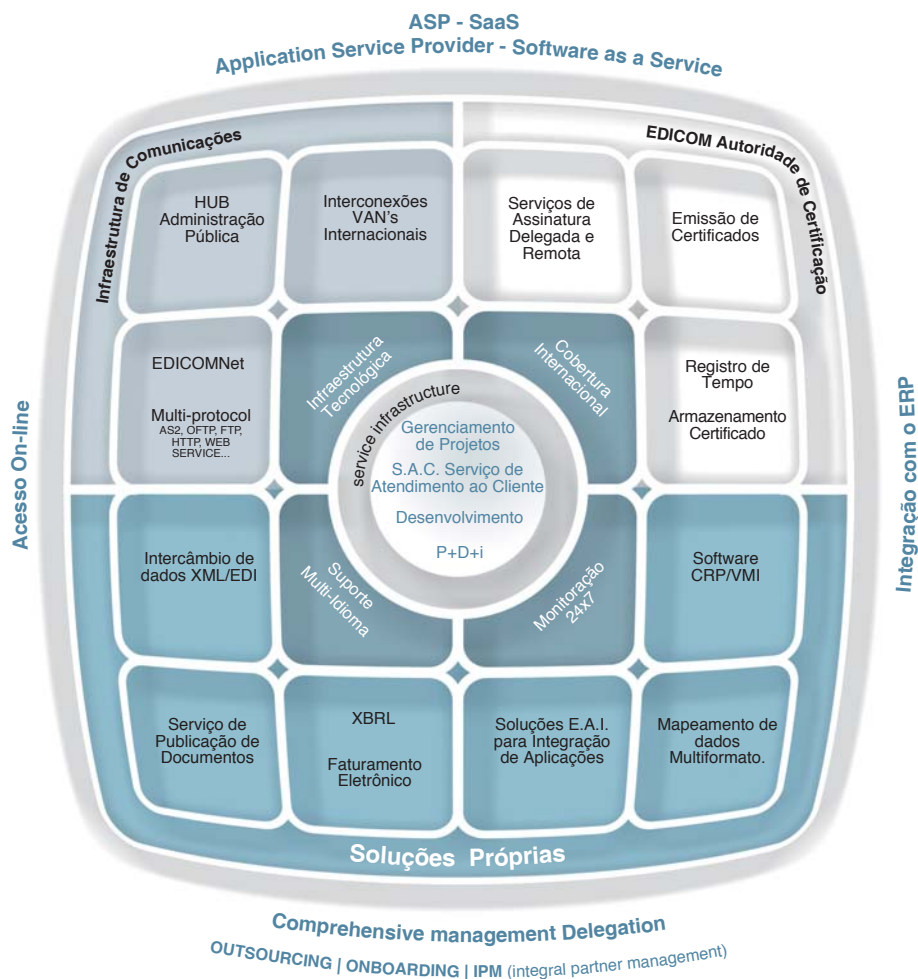 ASP - SaaS
Application Service Provider - Software as a Service
Infraestrutura de Comunicações
EDICOM Autoridade de Certificação
HUB
Administração
Pública
Interconexões
VAN's
Internacionais
Serviços de
Assinatura
Delegada e
Remota
Emissão de
Certificados
EDICOMNet
Multi-protocol
AS2, OFTP, FTP,
HTTP, WEB
SERVICE...
Infraestrutura
Tecnológica
Cobertura
Internacional
Registro de
Tempo
Armazenamento
Certificado
service infrastructure
Gerenciamento
de Projetos
S.A.C. Serviço de
Atendimento ao Cliente
Desenvolvimento
P+D+i
Acesso On-line
Integração com o ERP
Intercâmbio de
dados XML/EDI
Suporte
Multi-Idioma
Monitoração
24x7
Software
CRP/VMI
Serviço de
Publicação de
Documentos
XBRL
Faturamento
Eletrônico
Soluções E.A.I.
para Integração
de Aplicações
Mapeamento de
dados
Multiformato.
Soluções Próprias
Comprehensive management Delegation
OUTSOURCING | ONBOARDING | IPM (integral partner management)